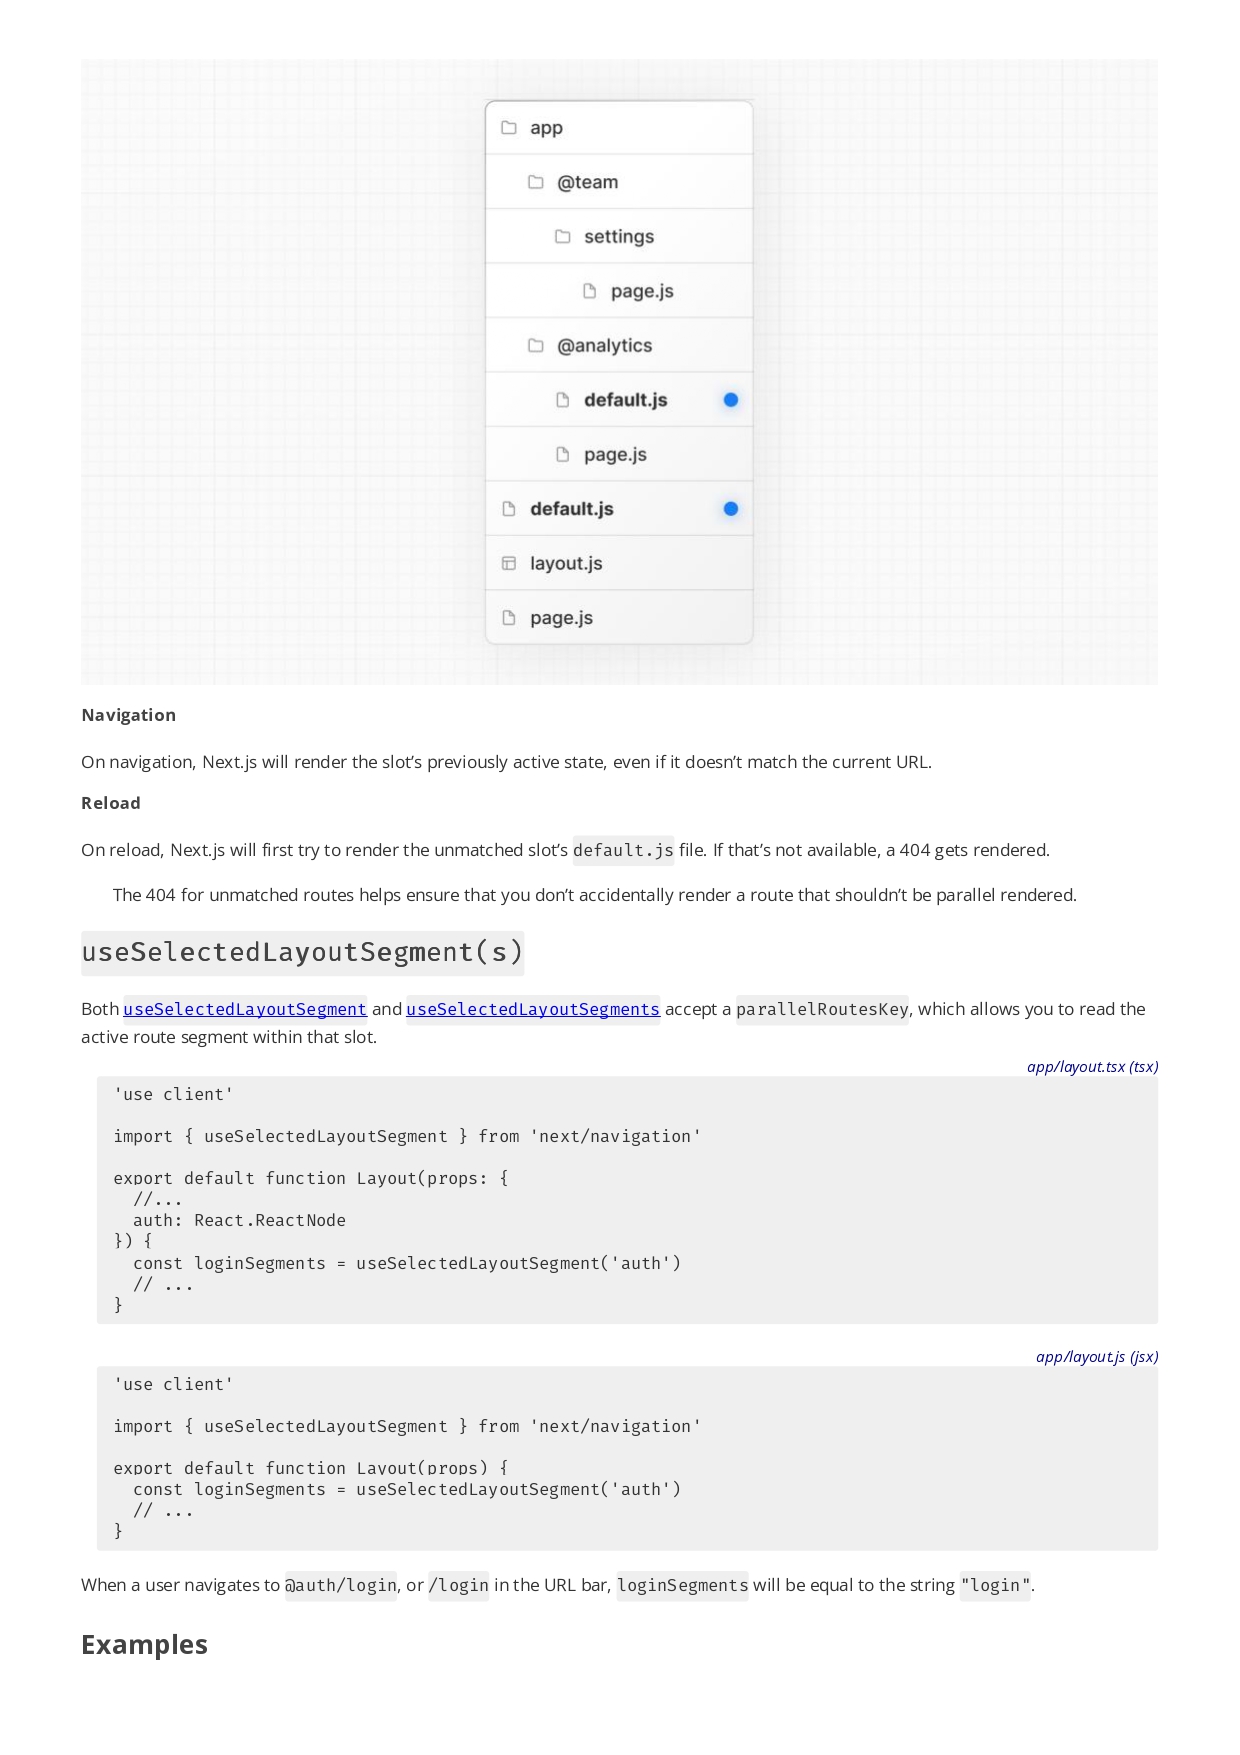 app
@team
settings
page.js
@analytics
default.js
page.js
default.js
layout.js
page.js
Navigation
On navigation, Next.js will render the slot’s previously active state, even if it doesn’t match the current URL.
Reload
On reload, Next.js will first try to render the unmatched slot’s default.js file. If that’s not available, a 404 gets rendered.
The 404 for unmatched routes helps ensure that you don’t accidentally render a route that shouldn’t be parallel rendered.
useSelectedLayoutSegment(s)
Both useSelectedLayoutSegment and useSelectedLayoutSegments accept a parallelRoutesKey, which allows you to read the
active route segment within that slot.
app/layout.tsx (tsx)
'use client'
import { useSelectedLayoutSegment } from 'next/navigation'
export default function Layout(props: {
  //...
  auth: React.ReactNode
}) {
  const loginSegments = useSelectedLayoutSegment('auth')
  // ...
}
app/layout.js (jsx)
'use client'
import { useSelectedLayoutSegment } from 'next/navigation'
export default function Layout(props) {
  const loginSegments = useSelectedLayoutSegment('auth')
  // ...
}
When a user navigates to @auth/login, or /login in the URL bar, loginSegments will be equal to the string "login".
Examples